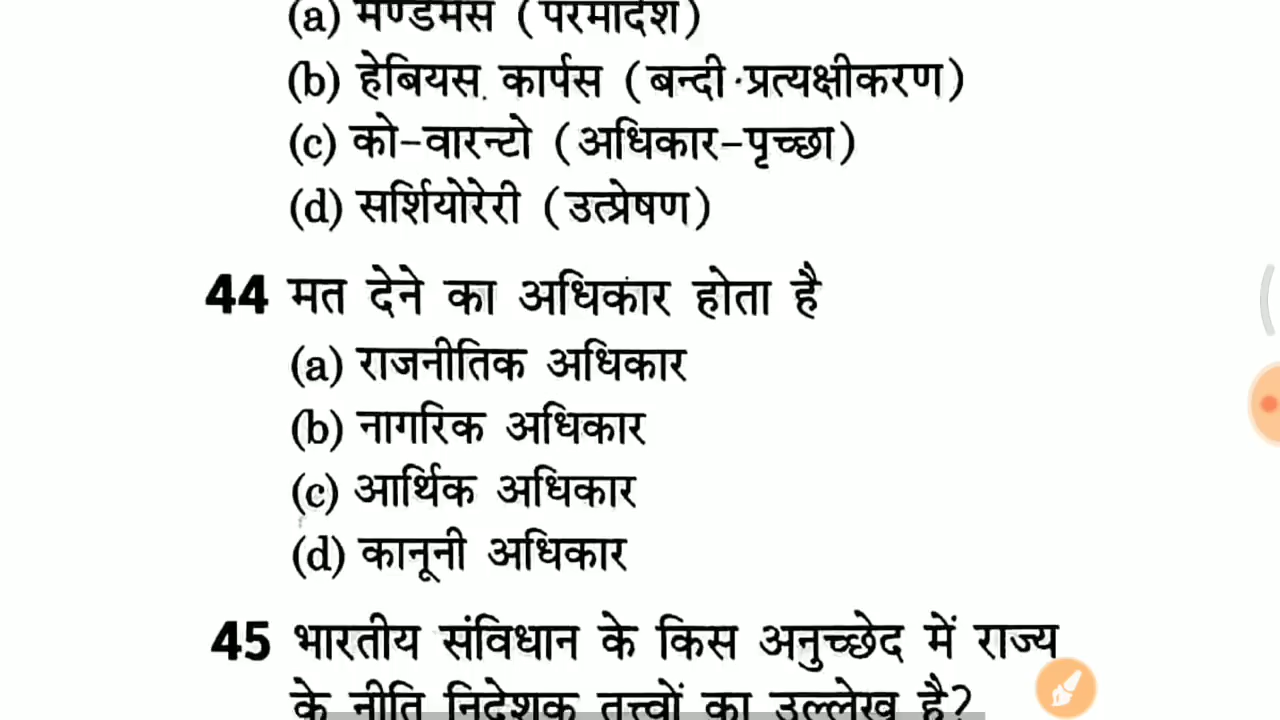 (a) मण्डमस (परमादेश)
(b) हेबियस कार्पस (बन्दी प्रत्यक्षीकरण)
(c) को-वारन्टो (अधिकार-पृच्छा)
(d) सर्शियोरेरी (उत्प्रेषण)
44 मत देने का अधिकार होता है
(a) राजनीतिक अधिकार
(b) नागरिक अधिकार
(c) आर्थिक अधिकार
(d) कानूनी अधिकार
45 भारतीय संविधान के किस अनुच्छेद में राज्य
के नीति निदेशक तत्त्वों का उल्लेख है?